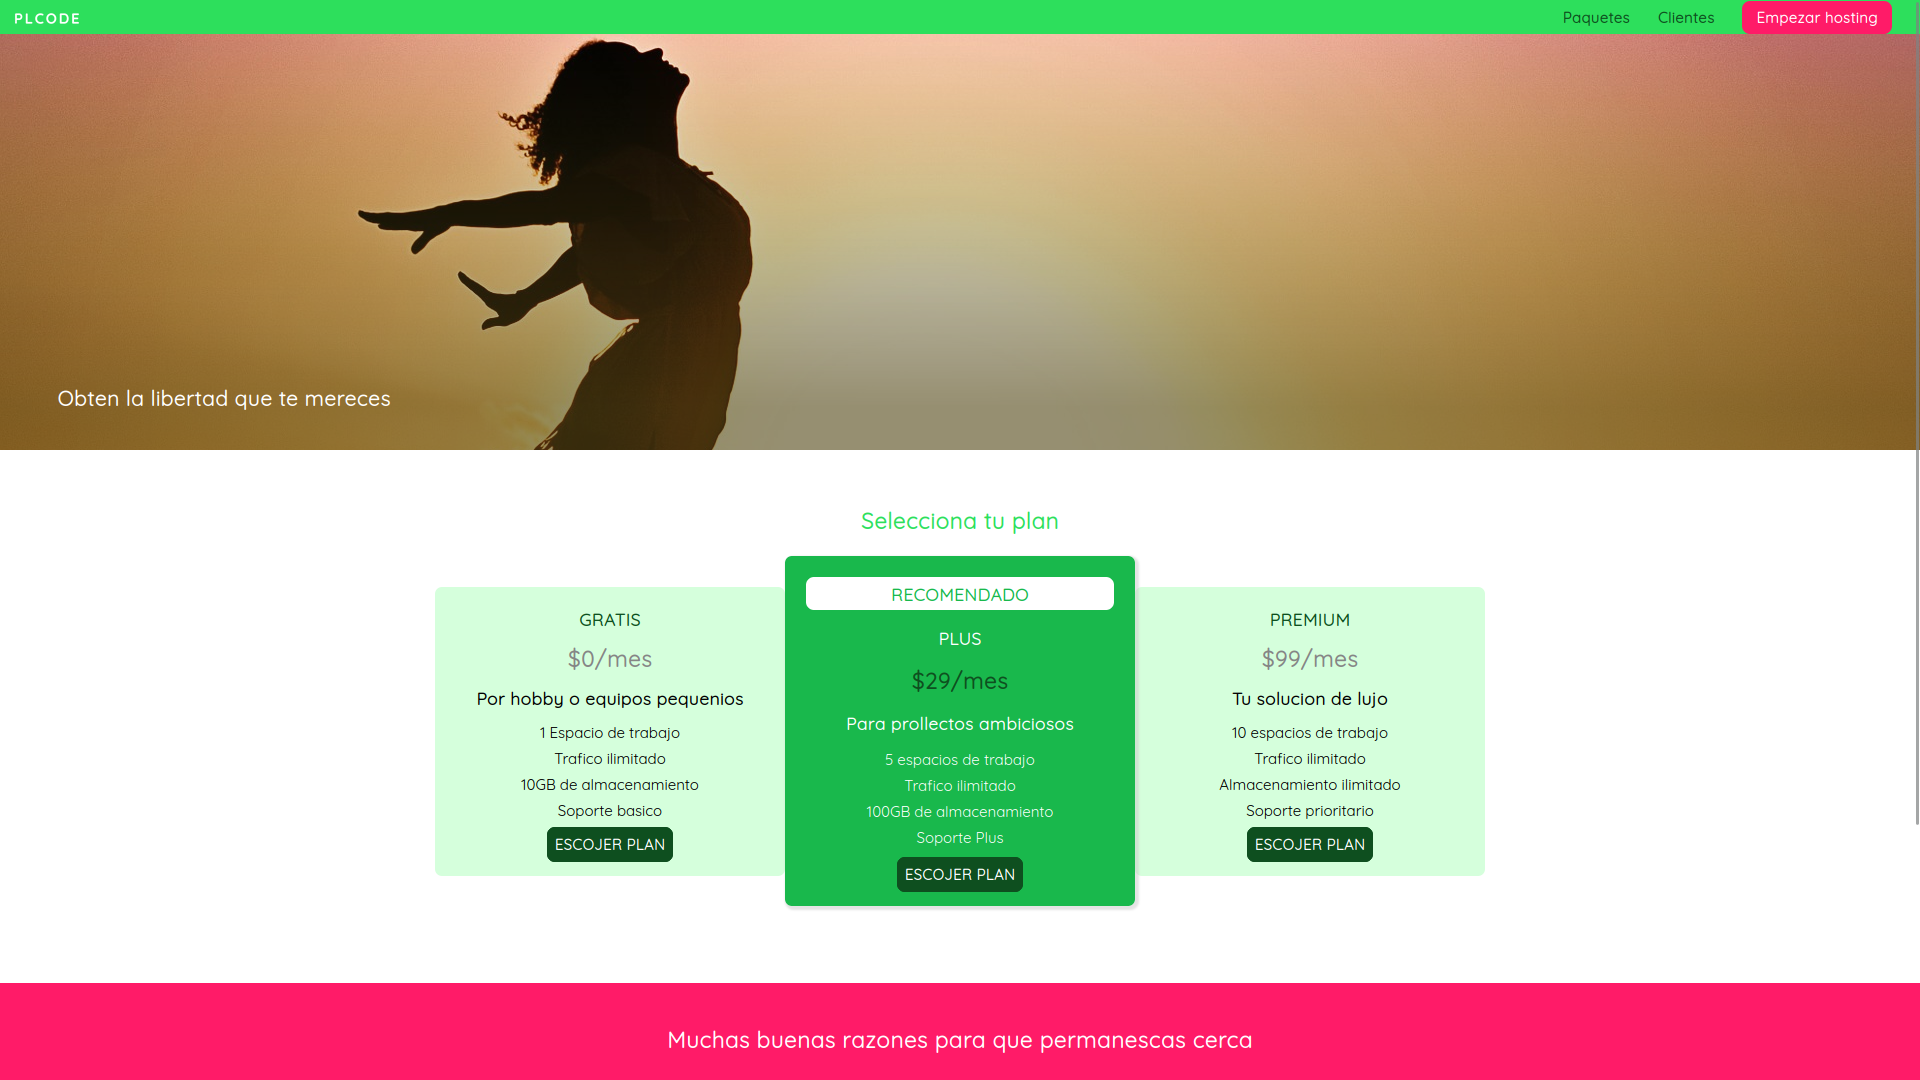 PLCODE
Paquetes
Clientes
Empezar hosting
Obten la libertad que te mereces
Selecciona tu plan
GRATIS
$0/mes
Por hobby o equipos pequenios
1 Espacio de trabajo
Trafico ilimitado
10GB de almacenamiento
Soporte basico
ESCOJER PLAN
RECOMENDADO
PLUS
$29/mes
Para prollectos ambiciosos
5 espacios de trabajo
Trafico ilimitado
100GB de almacenamiento
Soporte Plus
ESCOJER PLAN
PREMIUM
$99/mes
Tu solucion de lujo
10 espacios de trabajo
Trafico ilimitado
Almacenamiento ilimitado
Soporte prioritario
ESCOJER PLAN
Muchas buenas razones para que permanescas cerca